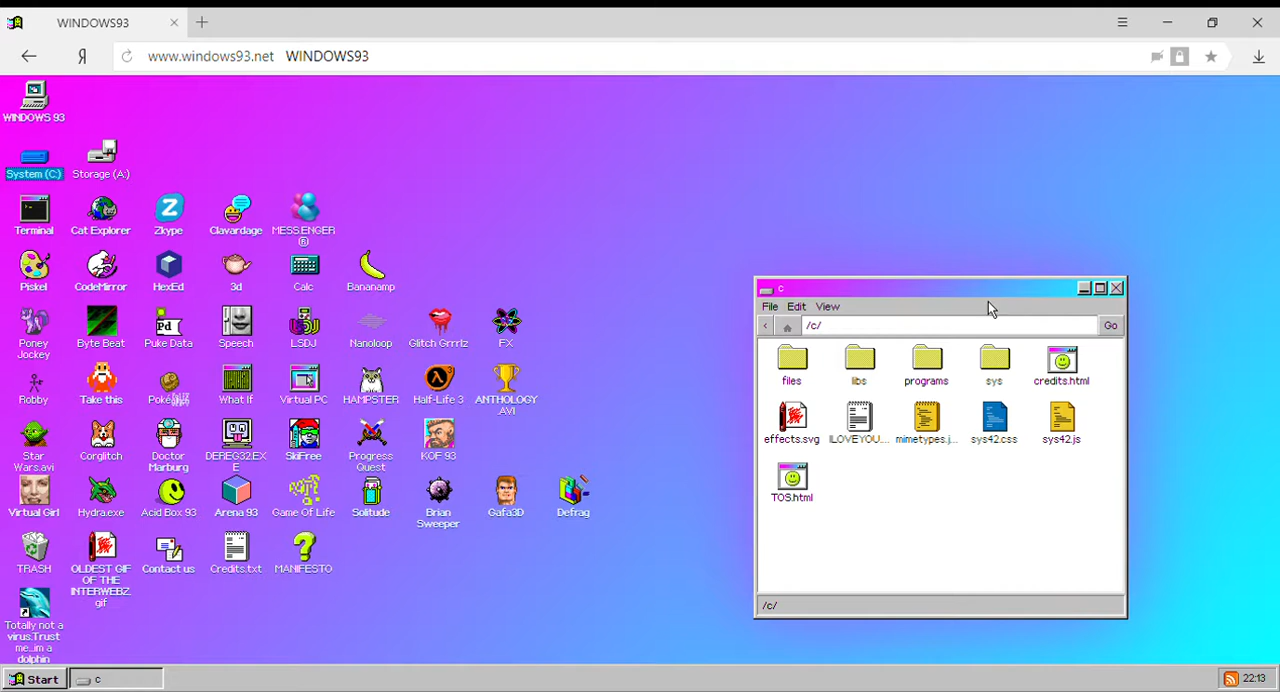 WINDOWS93
Я
www.windows93.net WINDOWS93
WINDOWS 93
System (C:)
Storage (A:)
Terminal
Cat Explorer
Zkype
Clavardage
MESS.ENGER
®
Piskel
CodeMirror
HexEd
3d
Calc
Bananamp
Poney
Jockey
Byte Beat
Pd
Puke Data
Speech
LSDJ
Nanoloop
Glitch Grrrlz
FX
Robby
Take this
What If
Virtual PC
HAMPSTER
Half-Life 3
ANTHOLOGY
.AVI
Star
Wars.avi
Corglitch
Doctor
Marburg
DEREG32.EX
E
SkiFree
Progress
Quest
KOF 93
Virtual Girl
Hydra.exe
Acid Box 93
Arena 93
Game Of Life
Solitude
Brian
Sweeper
Gafa3D
Defrag
TRASH
OLDEST GIF
OF THE
INTERWEBZ.
gif
Contact us
Credits.txt
MANIFESTO
Totally not a
virus.Trust
me..im a
dolphin
c
File Edit View
/c/
Go
files
libs
programs
sys
credits.html
effects.svg
ILOVEYOU...
mimetypes.j...
sys42.css
sys42.js
TOS.html
/c/
Start
c
22:13